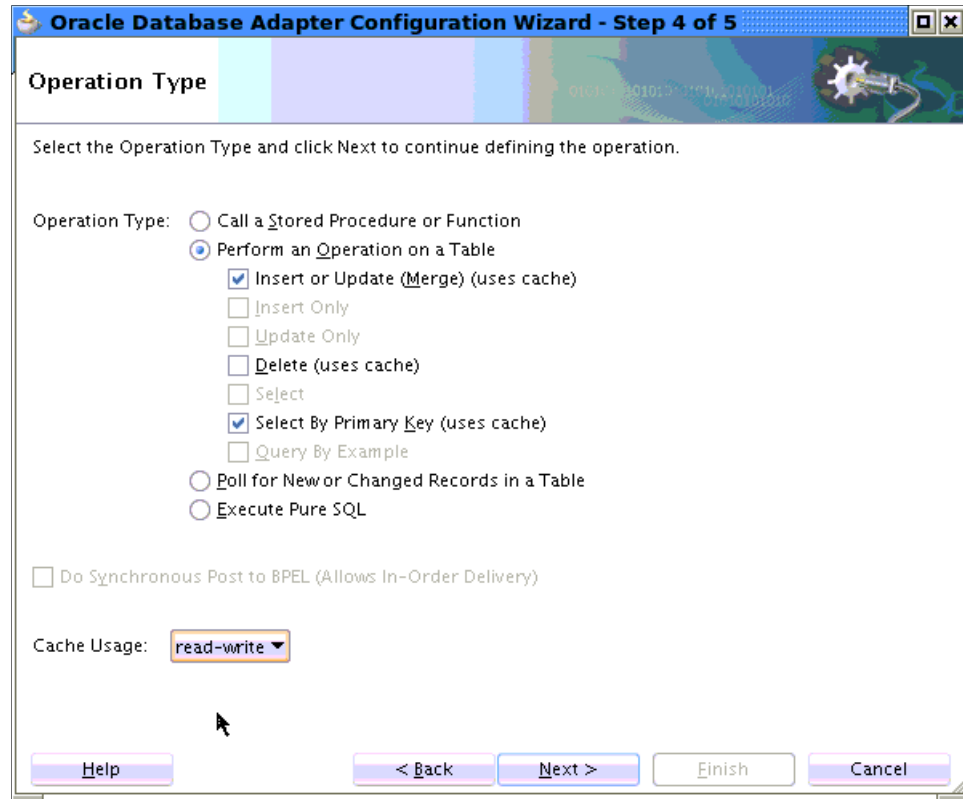 Oracle Database Adapter Configuration Wizard - Step 4 of 5
Operation Type
Select the Operation Type and click Next to continue defining the operation.
Operation Type: Call a Stored Procedure or Function
Perform an Operation on a Table
Insert or Update (Merge) (uses cache)
Insert Only
Update Only
Delete (uses cache)
Select
Select By Primary Key (uses cache)
Query By Example
Poll for New or Changed Records in a Table
Execute Pure SQL
Do Synchronous Post to BPEL (Allows In-Order Delivery)
Cache Usage: read-write
Help < Back Next > Finish Cancel